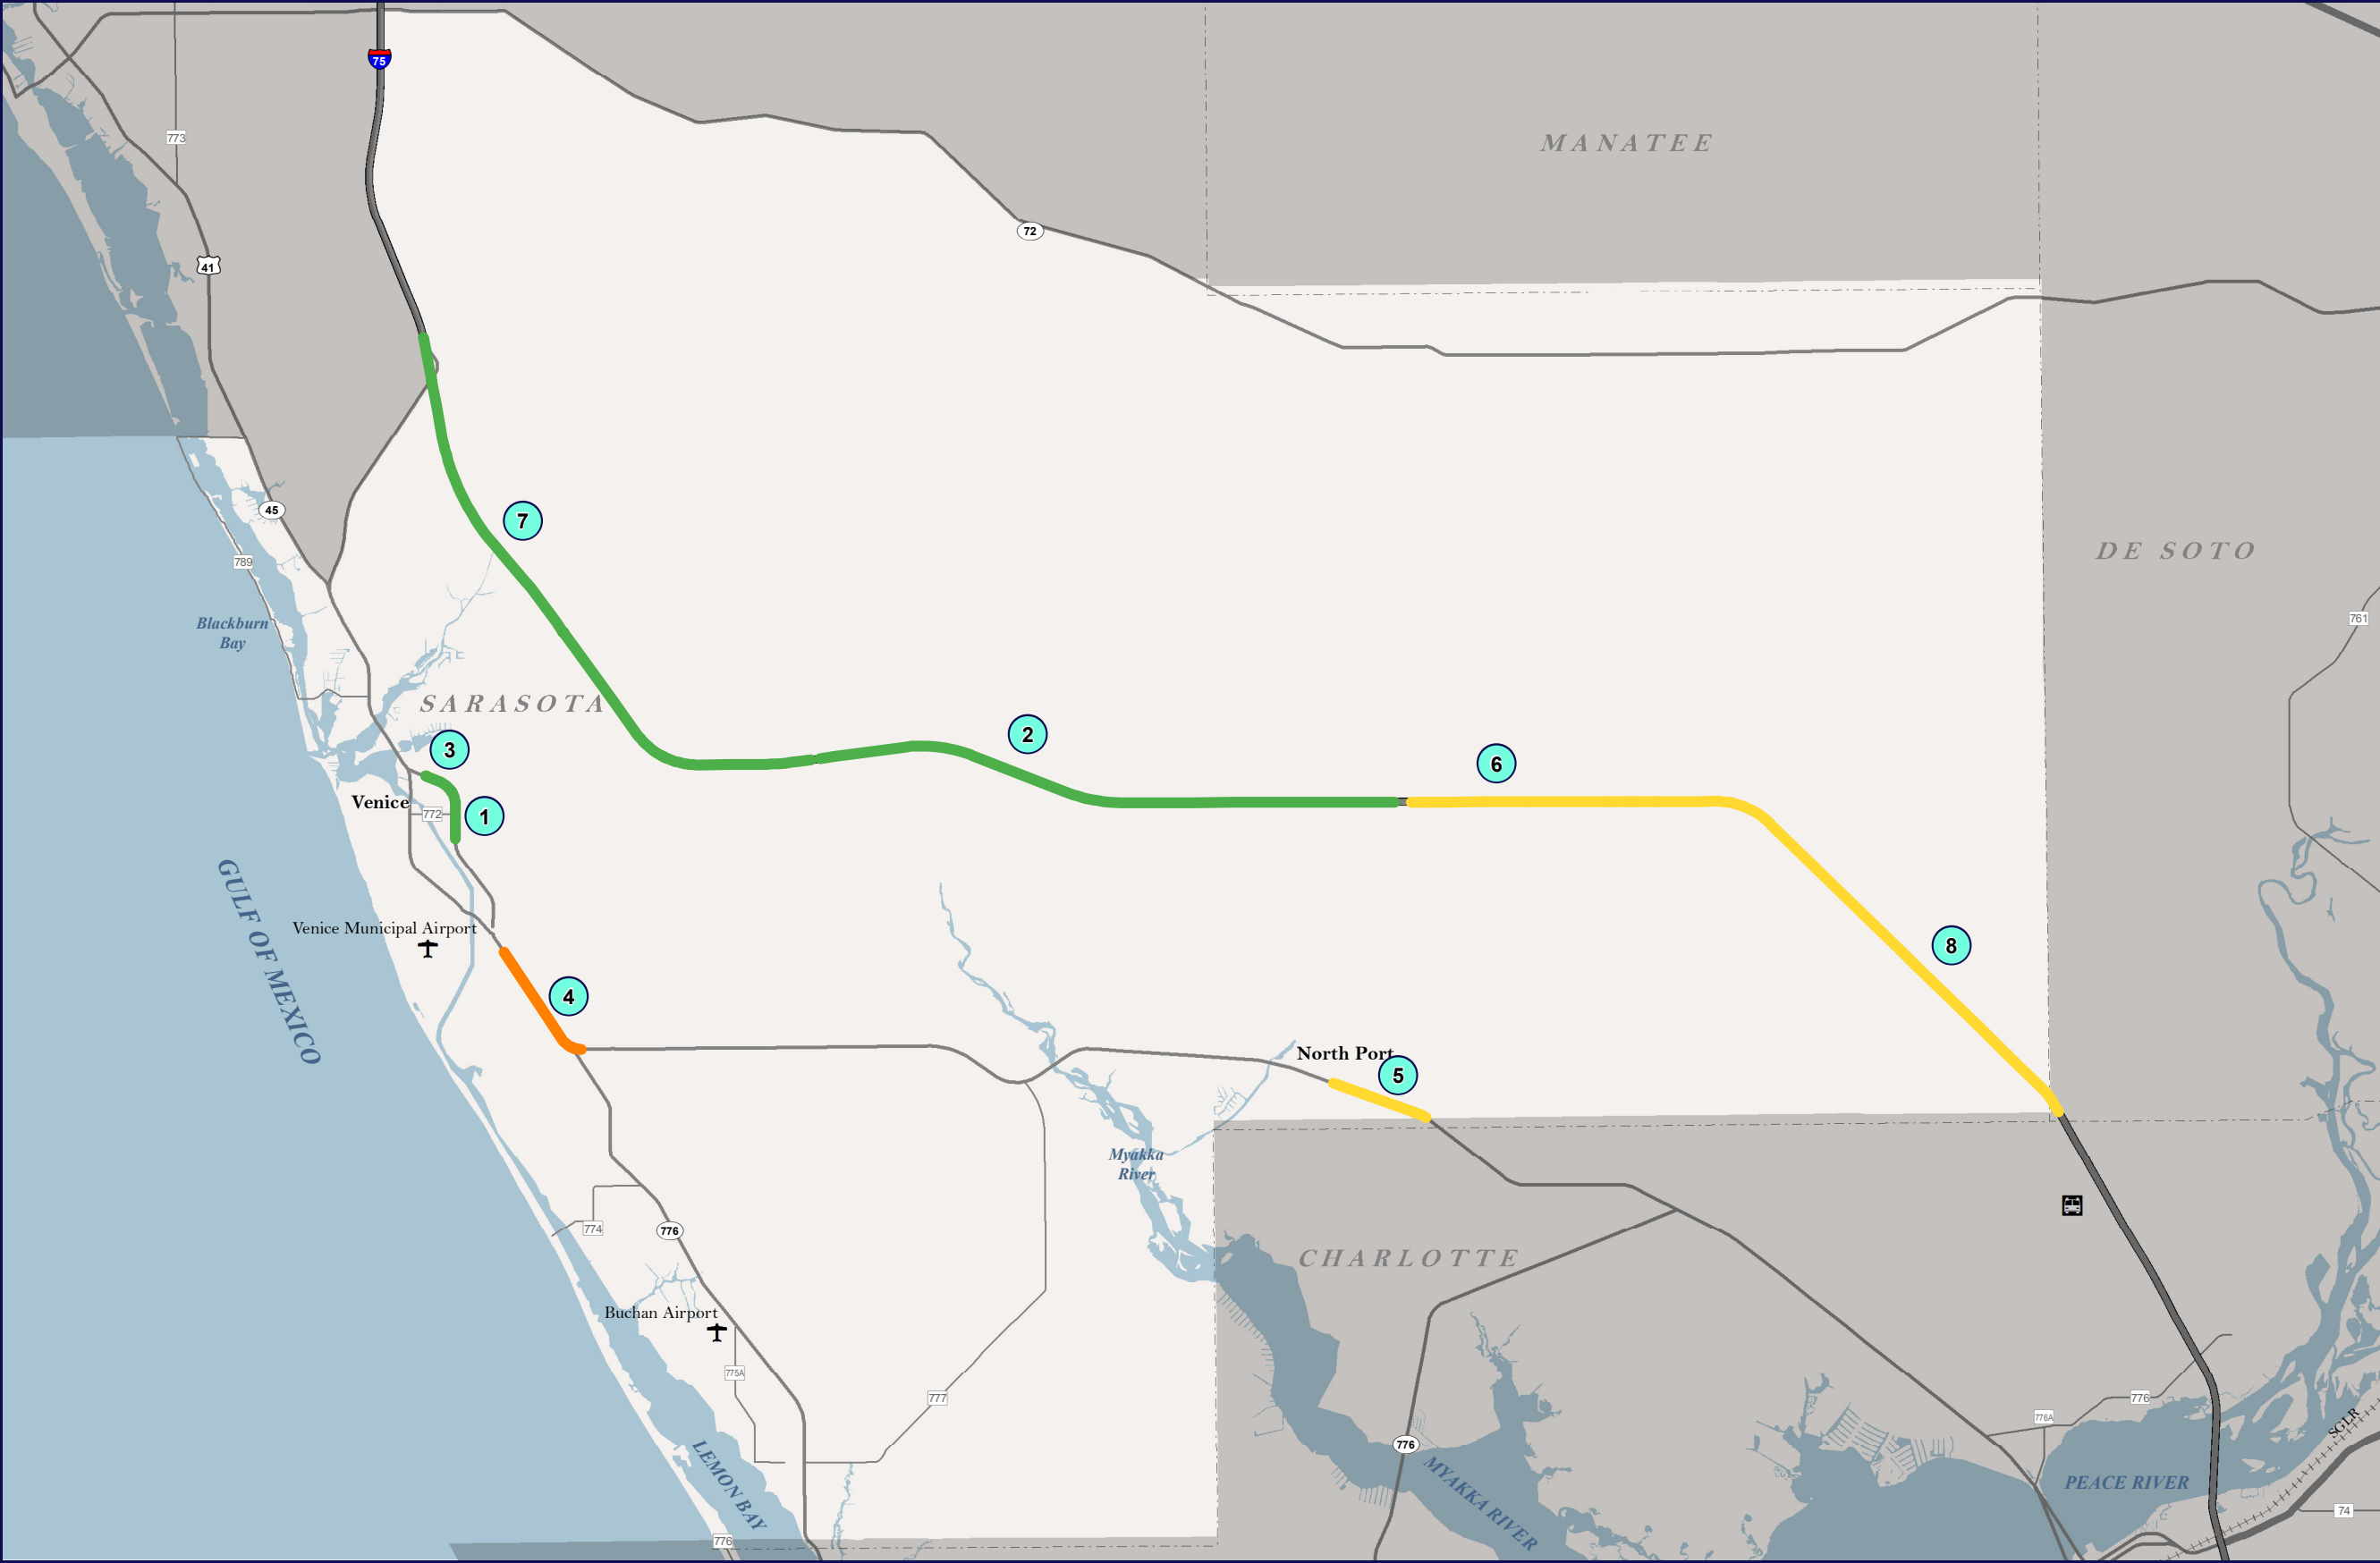 75
MANATEE
773
72
41
45
7
DE SOTO
789
761
Blackburn
Bay
SARASOTA
2
3
6
Venice
772
1
GULF OF MEXICO
Venice Municipal Airport
8
4
North Port
5
Myakka
River
774
776
CHARLOTTE
Buchan Airport
775A
777
776
776A
SGLR
776
LEMON BAY
MYAKKA RIVER
PEACE RIVER
74
776